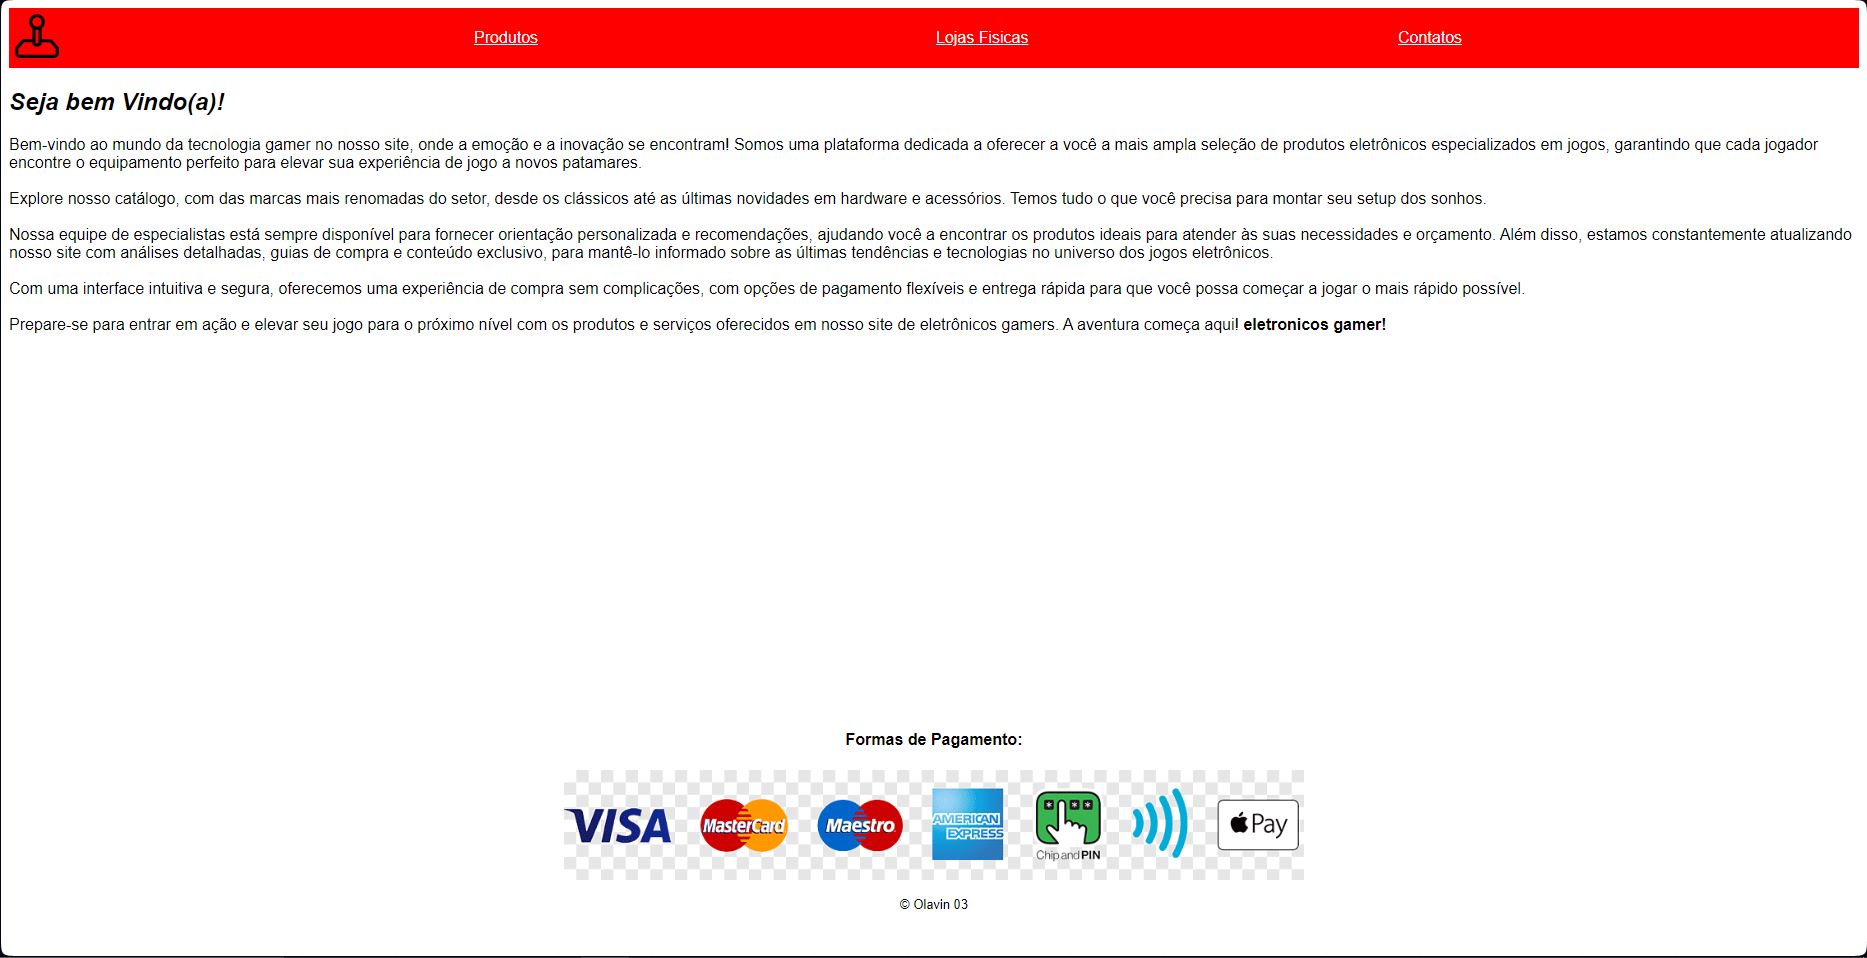 Produtos
Lojas Fisicas
Contatos
Seja bem Vindo(a)!
Bem-vindo ao mundo da tecnologia gamer no nosso site, onde a emoção e a inovação se encontram! Somos uma plataforma dedicada a oferecer a você a mais ampla seleção de produtos eletrônicos especializados em jogos, garantindo que cada jogador
encontre o equipamento perfeito para elevar sua experiência de jogo a novos patamares.
Explore nosso catálogo, com das marcas mais renomadas do setor, desde os clássicos até as últimas novidades em hardware e acessórios. Temos tudo o que você precisa para montar seu setup dos sonhos.
Nossa equipe de especialistas está sempre disponível para fornecer orientação personalizada e recomendações, ajudando você a encontrar os produtos ideais para atender às suas necessidades e orçamento. Além disso, estamos constantemente atualizando
nosso site com análises detalhadas, guias de compra e conteúdo exclusivo, para mantê-lo informado sobre as últimas tendências e tecnologias no universo dos jogos eletrônicos.
Com uma interface intuitiva e segura, oferecemos uma experiência de compra sem complicações, com opções de pagamento flexíveis e entrega rápida para que você possa começar a jogar o mais rápido possível.
Prepare-se para entrar em ação e elevar seu jogo para o próximo nível com os produtos e serviços oferecidos em nosso site de eletrônicos gamers. A aventura começa aqui! eletronicos gamer!
Formas de Pagamento:
VISA
MasterCard
Maestro
AMERICAN
EXPRESS
* * *
Chip and PIN
Pay
© Olavin 03